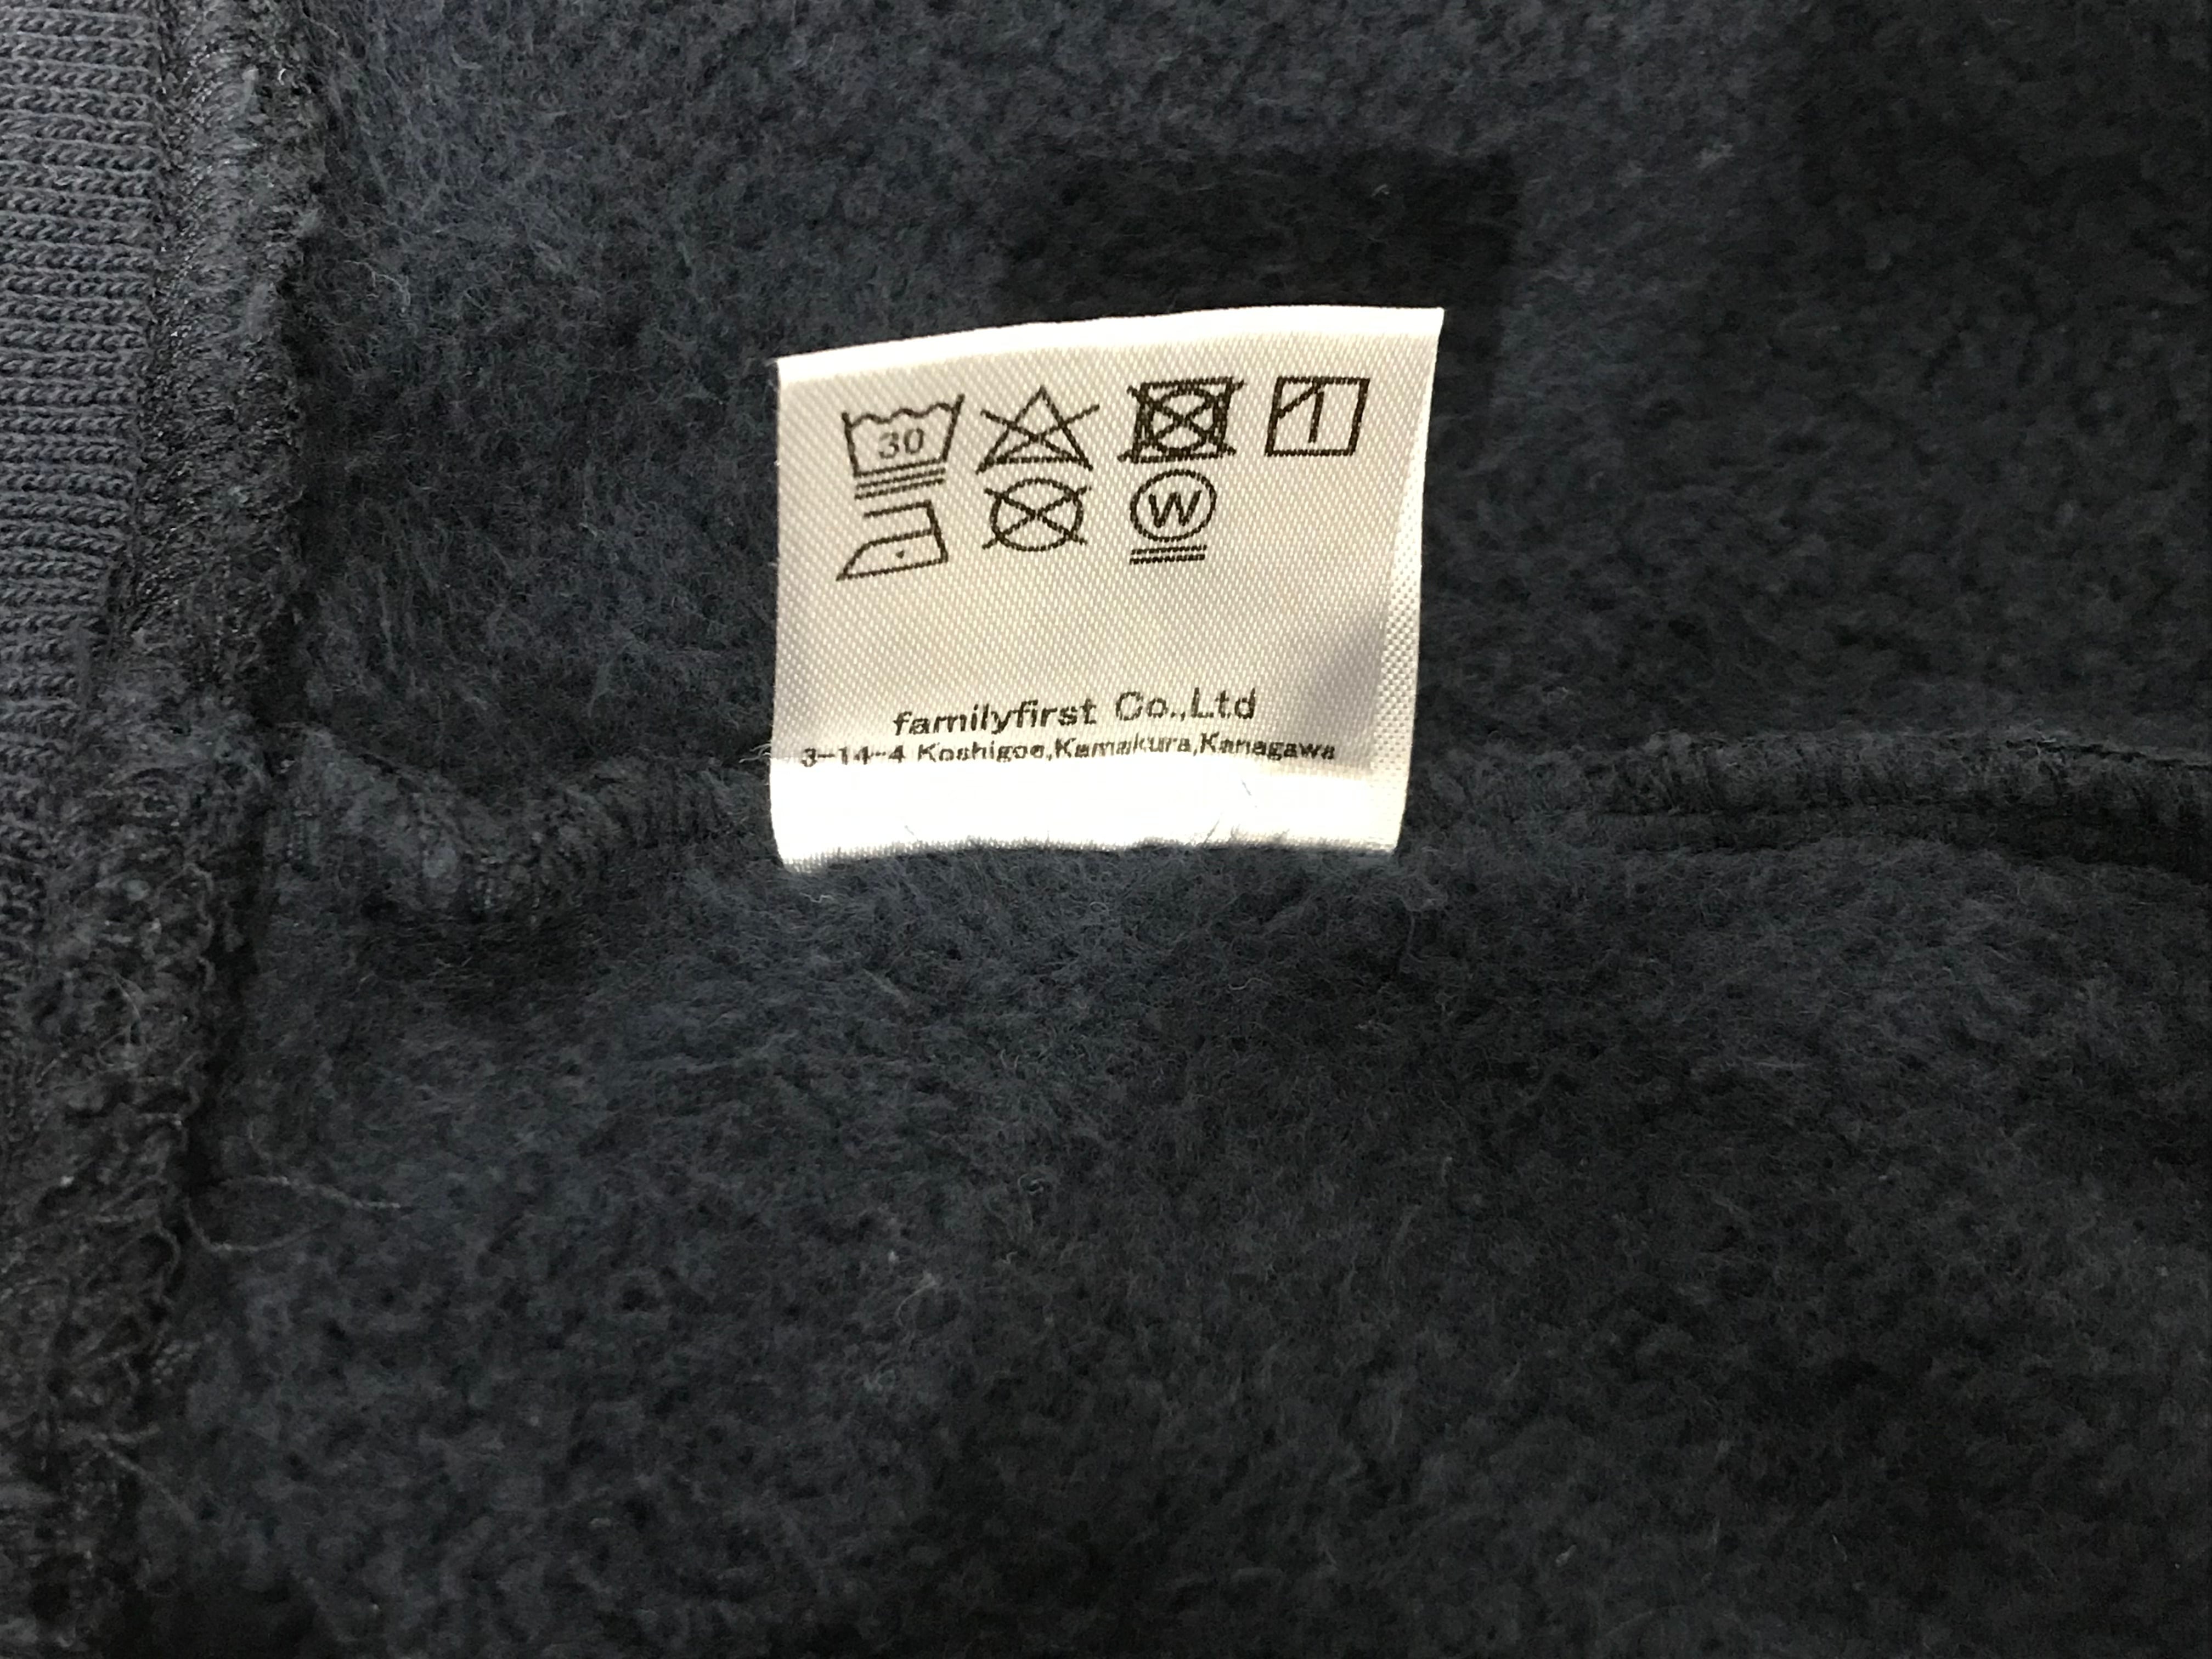 30
W
familyfirst Co.,Ltd
3-14-4 Koshigoe,Kamakura,Kanagawa